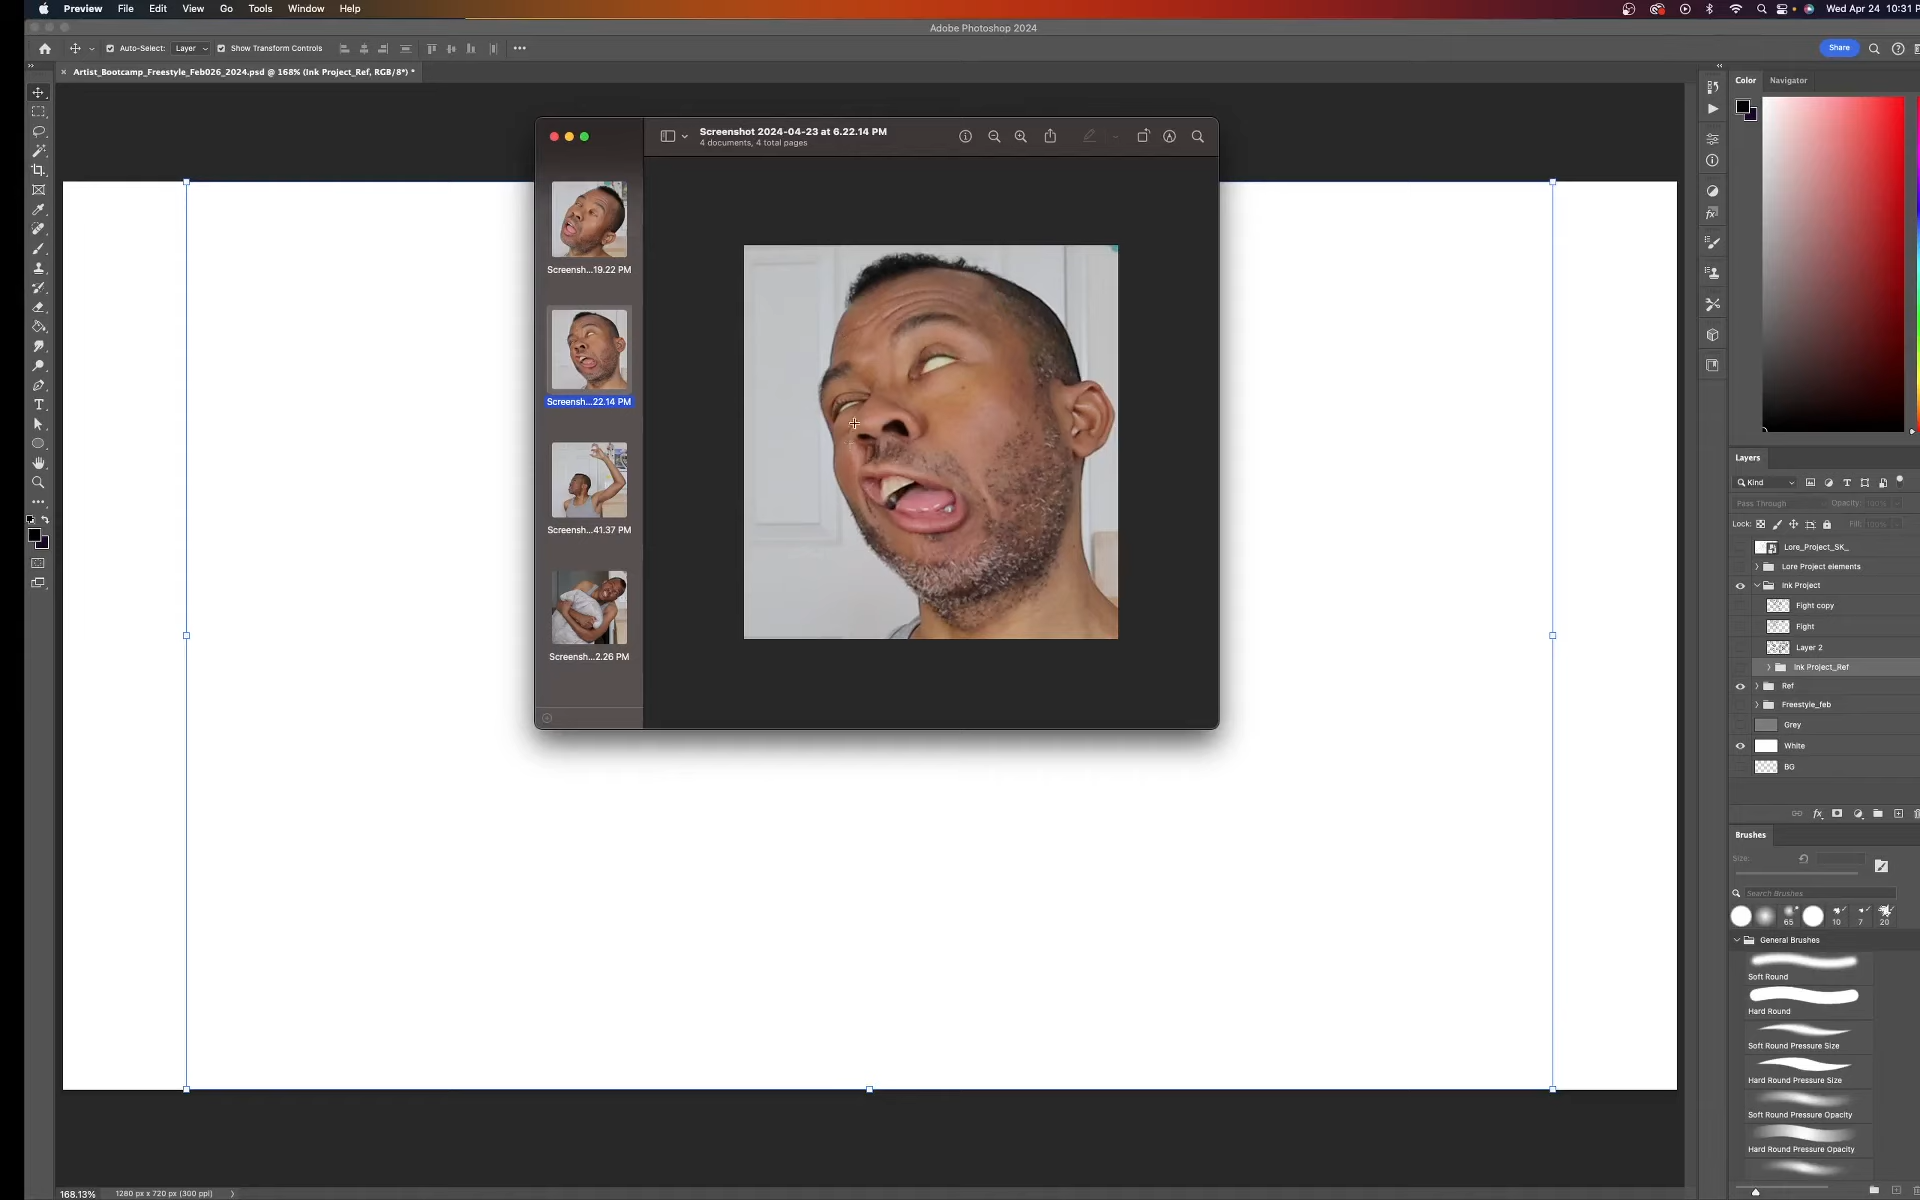 Preview File Edit View Go Tools Window Help
Wed Apr 24 10:31 P
Adobe Photoshop 2024
Auto-Select: Layer Show Transform Controls
Share
Artist_Bootcamp_Freestyle_Feb026_2024.psd @ 168% (Ink Project_Ref, RGB/8*) *
Screenshot 2024-04-23 at 6.22.14 PM
4 documents, 4 total pages
Screensh...19.22 PM
Screensh...22.14 PM
Screensh...41.37 PM
Screensh...2.26 PM
Color Navigator
Layers
Kind
Pass Through Opacity: 100%
Lock: Fill: 100%
Lore_Project_SK_
Lore Project elements
Ink Project
Fight copy
Fight
Layer 2
Ink Project_Ref
Ref
Freestyle_feb
Grey
White
BG
Brushes
Size:
Search Brushes
65 10 7 20
General Brushes
Soft Round
Hard Round
Soft Round Pressure Size
Hard Round Pressure Size
Soft Round Pressure Opacity
Hard Round Pressure Opacity
168.13% 1280 px x 720 px (300 ppi)